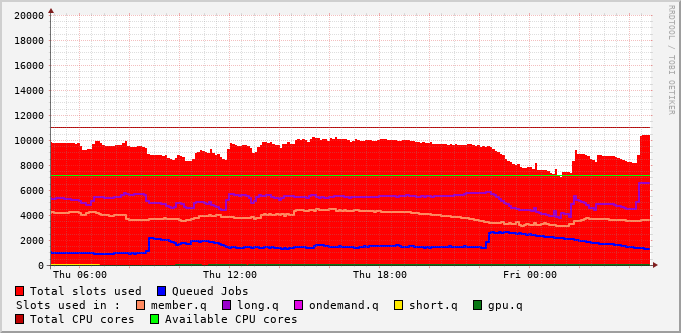 RRDTOOL / TOBI OETIKER
20000
18000
16000
14000
12000
10000
8000
6000
4000
2000
0
Thu 06:00 Thu 12:00 Thu 18:00 Fri 00:00
Total slots used Queued Jobs
Slots used in : member.q long.q ondemand.q short.q gpu.q
Total CPU cores Available CPU cores